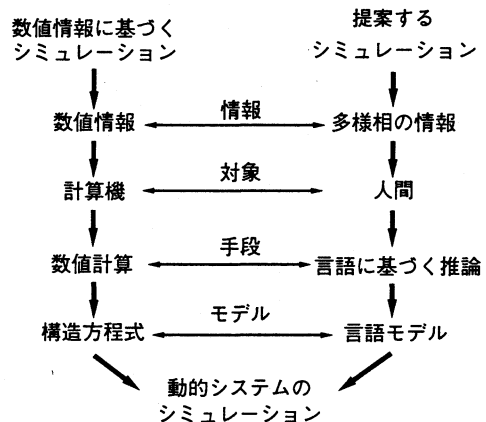 数値情報に基づく
シミュレーション
提案する
シミュレーション
数値情報
情報
多様相の情報
計算機
対象
人間
数値計算
手段
言語に基づく推論
構造方程式
モデル
言語モデル
動的システムの
シミュレーション